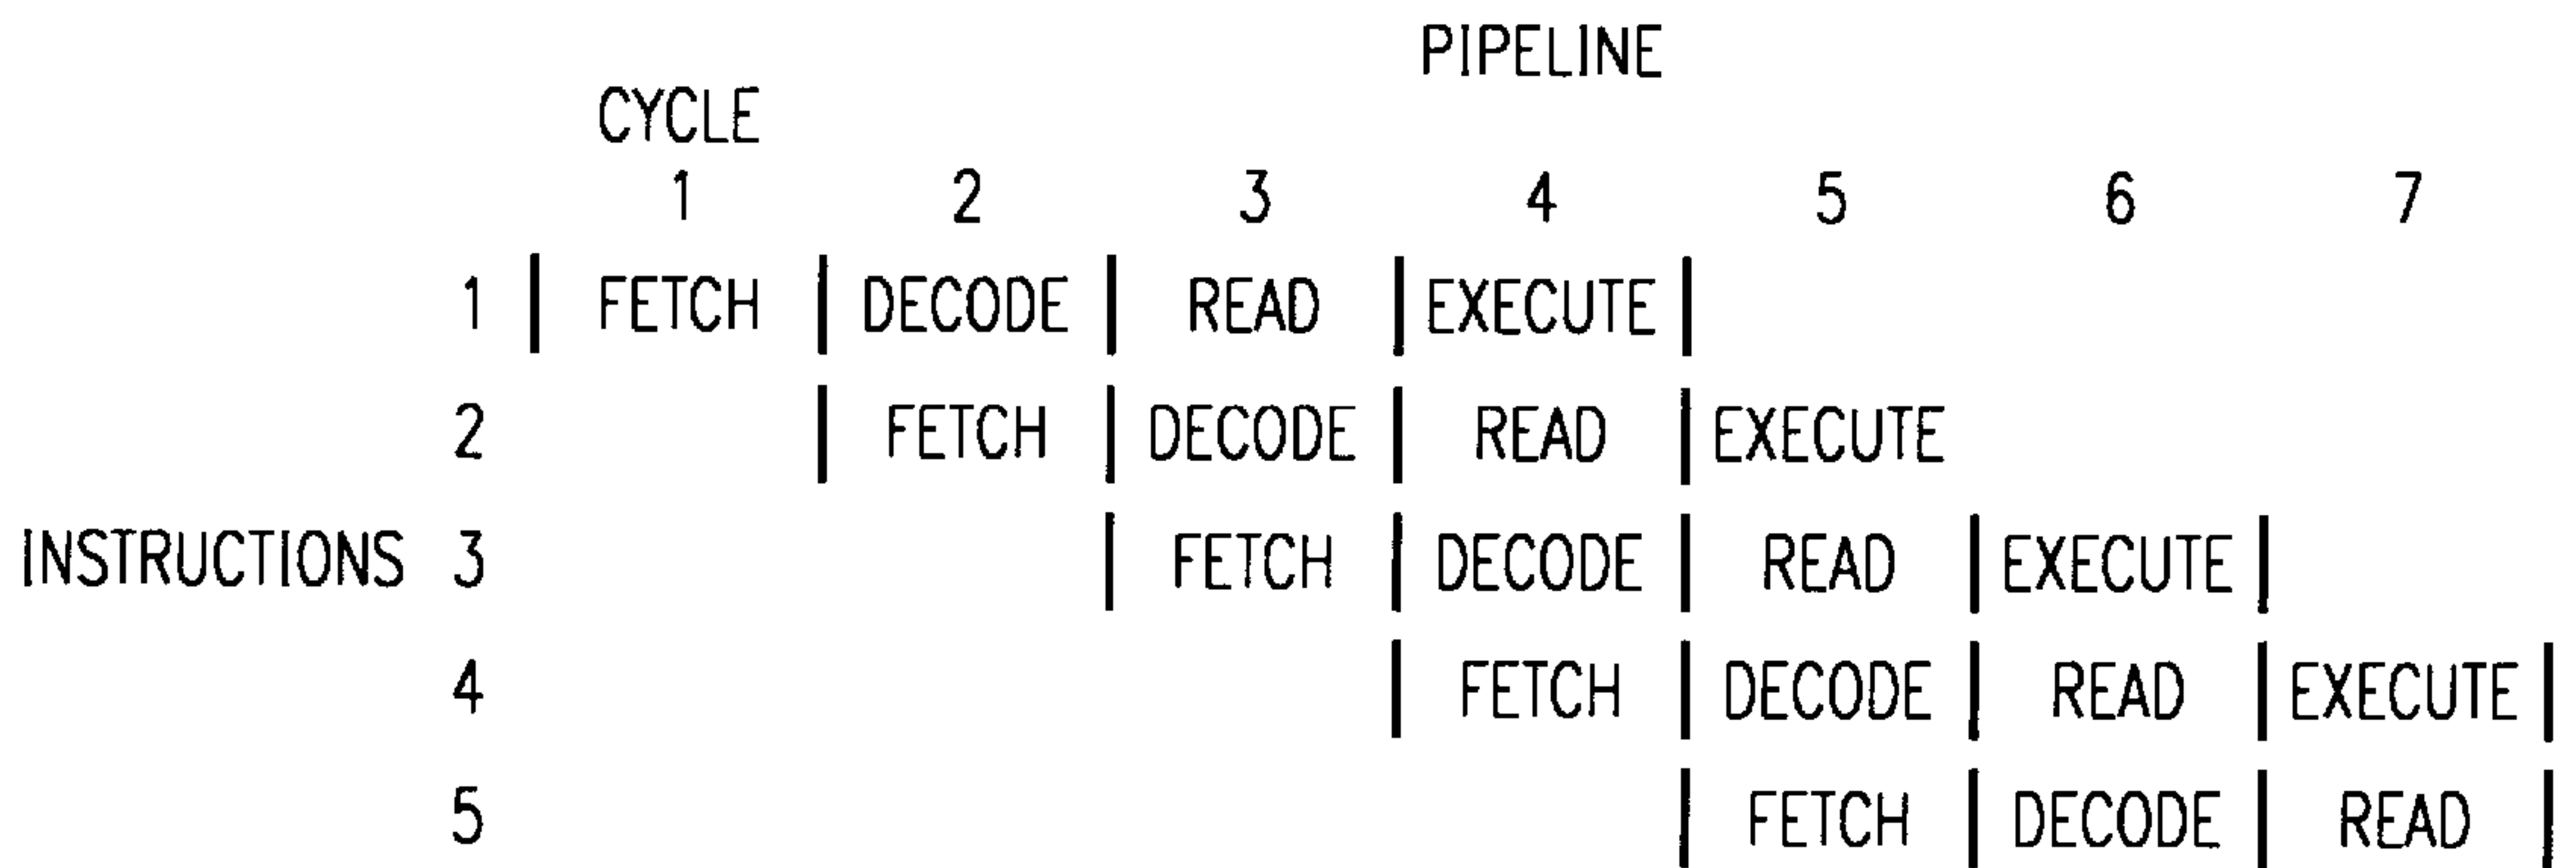 PIPELINE
CYCLE
1 2 3 4 5 6 7
1 | FETCH | DECODE | READ | EXECUTE |
2 | FETCH | DECODE | READ | EXECUTE
INSTRUCTIONS 3 | FETCH | DECODE | READ | EXECUTE |
4 | FETCH | DECODE | READ | EXECUTE |
5 | FETCH | DECODE | READ |